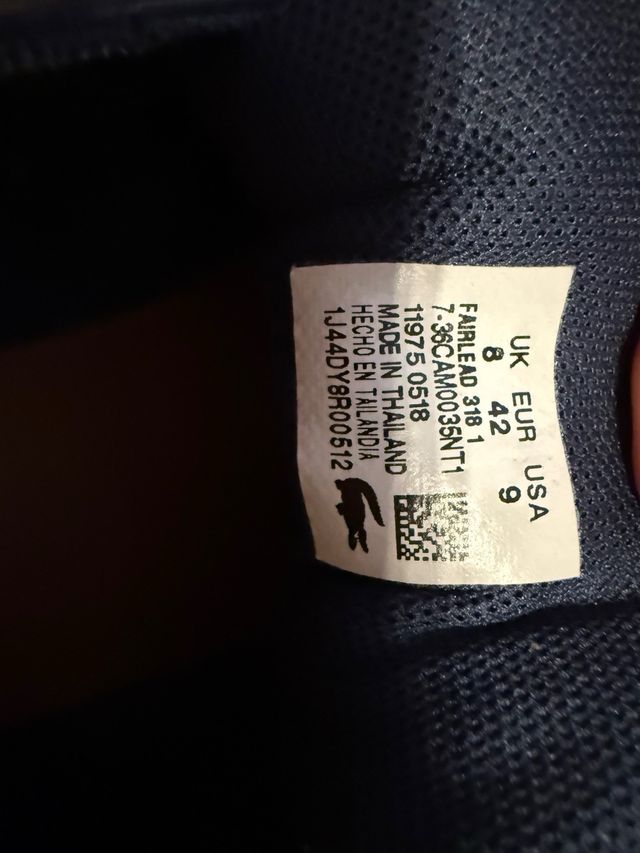 UK EUR USA
8 42 9
FAIRLEAD 318 1
7-36CAM0035NT1
11975 0518
MADE IN THAILAND
HECHO EN TAILANDIA
1J44DY8R00512